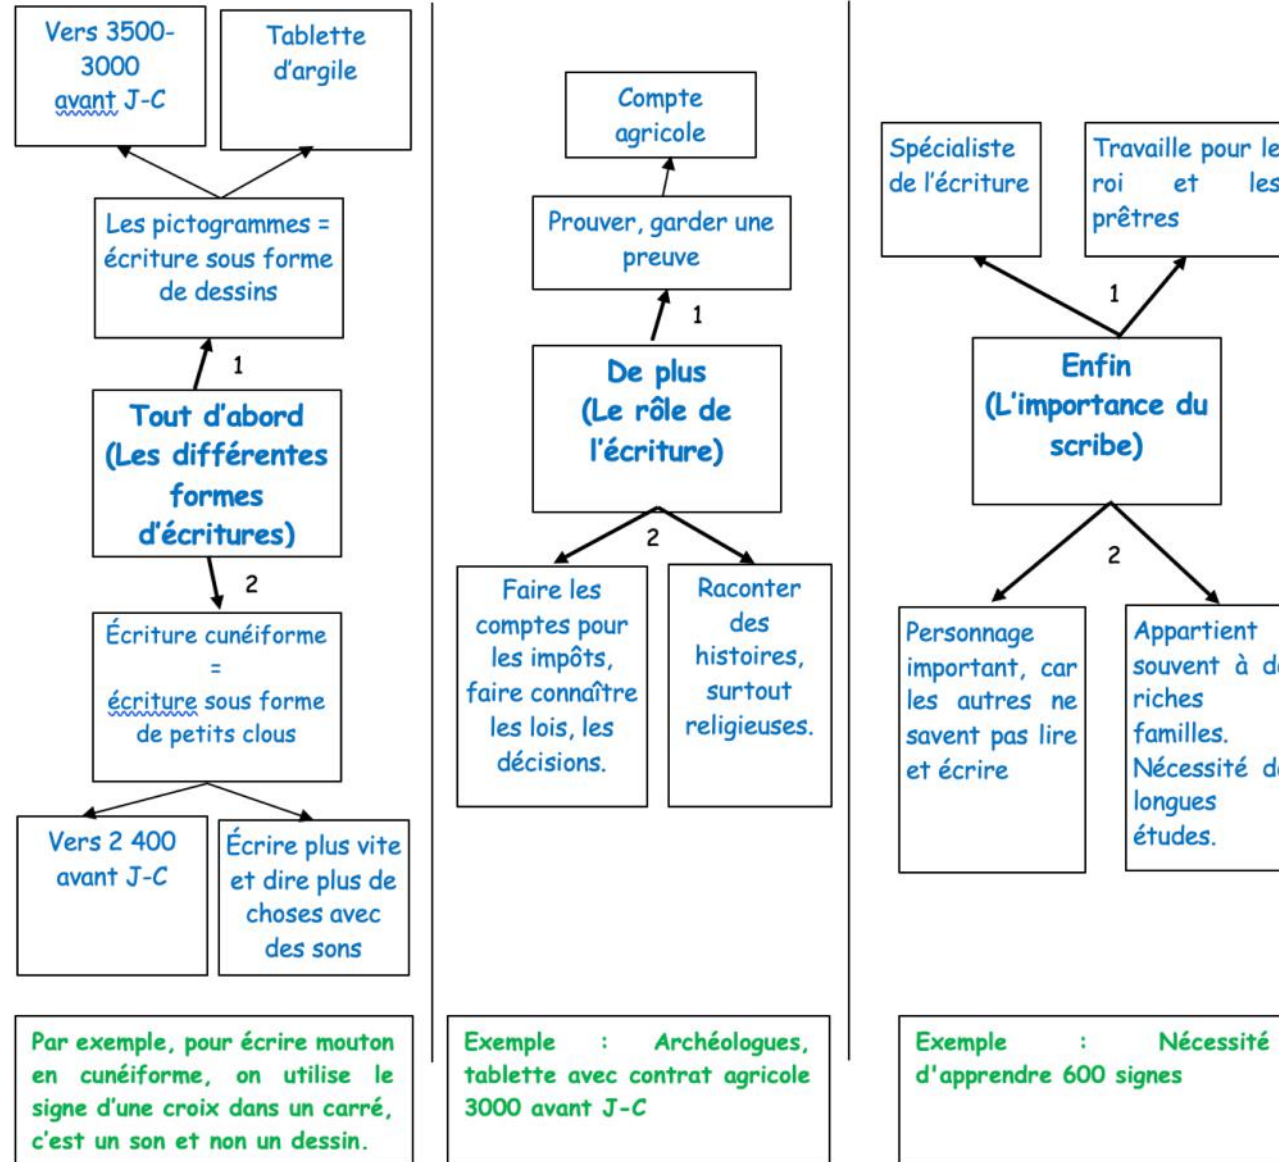 Vers 3500-
3000
avant J-C
Tablette
d'argile
Les pictogrammes =
écriture sous forme
de dessins
1
Tout d'abord
(Les différentes
formes
d'écritures)
2
Écriture cunéiforme
=
écriture sous forme
de petits clous
Vers 2 400
avant J-C
Écrire plus vite
et dire plus de
choses avec
des sons
Par exemple, pour écrire mouton
en cunéiforme, on utilise le
signe d'une croix dans un carré,
c'est un son et non un dessin.
Compte
agricole
Prouver, garder une
preuve
1
De plus
(Le rôle de
l'écriture)
2
Faire les
comptes pour
les impôts,
faire connaître
les lois, les
décisions.
Raconter
des
histoires,
surtout
religieuses.
Exemple : Archéologues,
tablette avec contrat agricole
3000 avant J-C
Spécialiste
de l'écriture
Travaille pour le
roi et les
prêtres
1
Enfin
(L'importance du
scribe)
2
Personnage
important, car
les autres ne
savent pas lire
et écrire
Appartient
souvent à de
riches
familles.
Nécessité de
longues
études.
Exemple : Nécessité
d'apprendre 600 signes